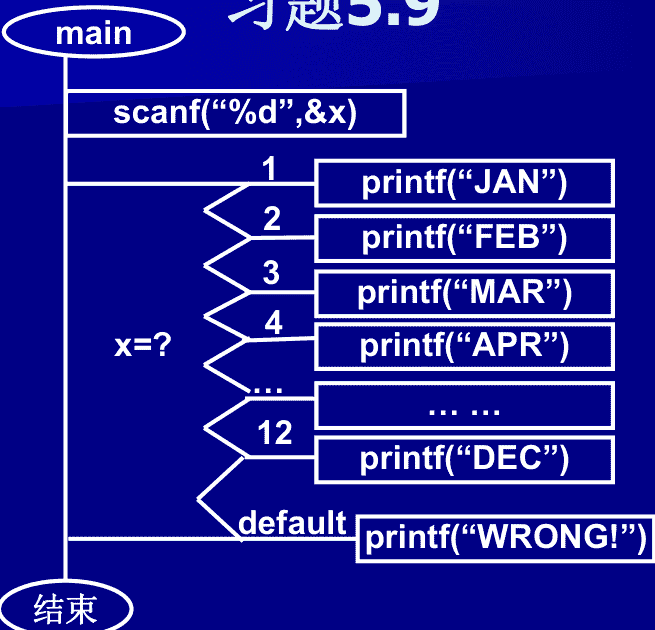 习题5.9
main
scanf(“%d”,&x)
1
printf(“JAN”)
2
printf(“FEB”)
3
printf(“MAR”)
4
printf(“APR”)
x=?
…
… …
12
printf(“DEC”)
default
printf(“WRONG!”)
结束